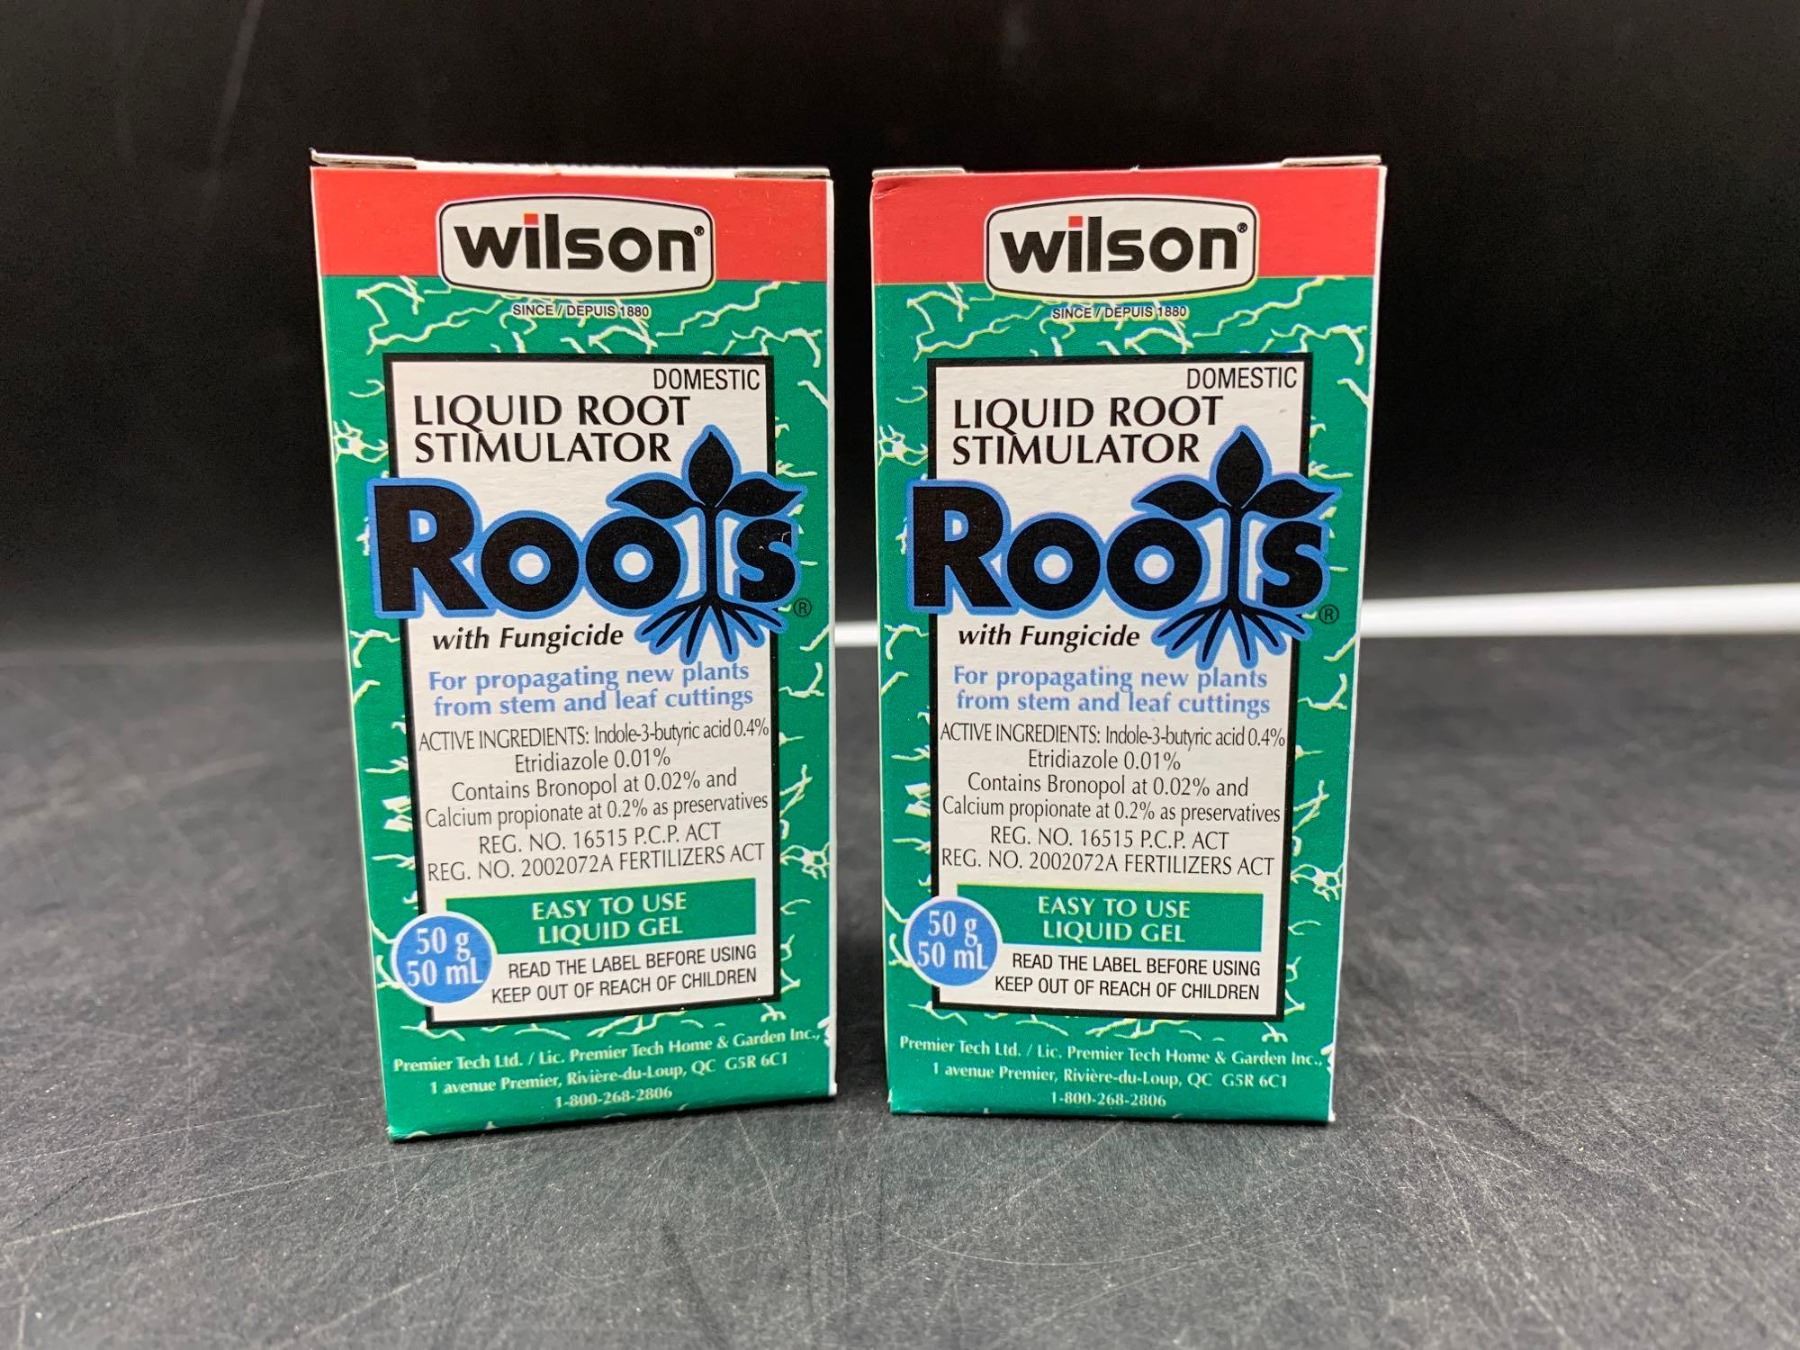 wilson®
SINCE / DEPUIS 1880
DOMESTIC
LIQUID ROOT
STIMULATOR
ROOTS®
with Fungicide
For propagating new plants
from stem and leaf cuttings
ACTIVE INGREDIENTS: Indole-3-butyric acid 0.4%
Etridiazole 0.01%
Contains Bronopol at 0.02% and
Calcium propionate at 0.2% as preservatives
REG. NO. 16515 P.C.P. ACT
REG. NO. 2002072A FERTILIZERS ACT
EASY TO USE
LIQUID GEL
50 g
50 mL
READ THE LABEL BEFORE USING
KEEP OUT OF REACH OF CHILDREN
Premier Tech Ltd. / Lic. Premier Tech Home & Garden Inc.,
1 avenue Premier, Rivière-du-Loup, QC G5R 6C1
1-800-268-2806
wilson®
SINCE / DEPUIS 1880
DOMESTIC
LIQUID ROOT
STIMULATOR
ROOTS®
with Fungicide
For propagating new plants
from stem and leaf cuttings
ACTIVE INGREDIENTS: Indole-3-butyric acid 0.4%
Etridiazole 0.01%
Contains Bronopol at 0.02% and
Calcium propionate at 0.2% as preservatives
REG. NO. 16515 P.C.P. ACT
REG. NO. 2002072A FERTILIZERS ACT
EASY TO USE
LIQUID GEL
50 g
50 mL
READ THE LABEL BEFORE USING
KEEP OUT OF REACH OF CHILDREN
Premier Tech Ltd. / Lic. Premier Tech Home & Garden Inc.,
1 avenue Premier, Rivière-du-Loup, QC G5R 6C1
1-800-268-2806